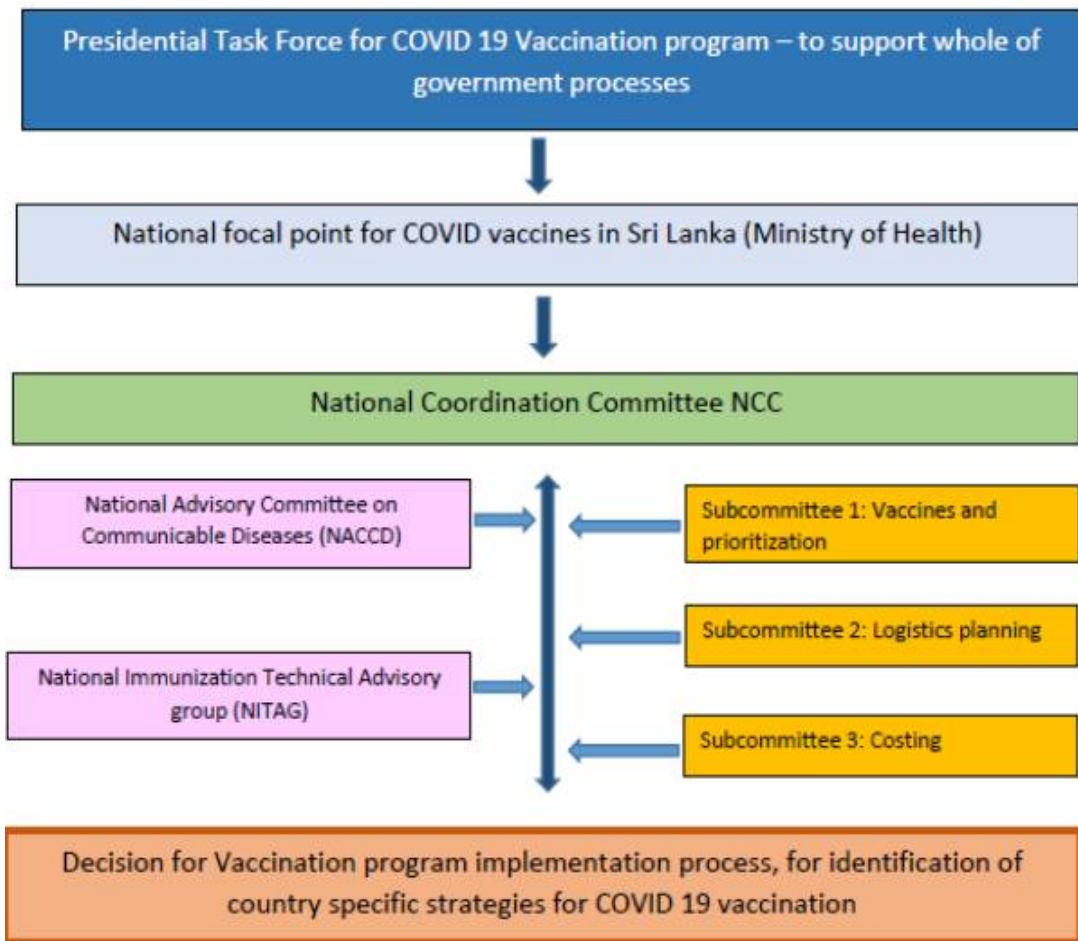 Presidential Task Force for COVID 19 Vaccination program – to support whole of
government processes
National focal point for COVID vaccines in Sri Lanka (Ministry of Health)
National Coordination Committee NCC
National Advisory Committee on
Communicable Diseases (NACCD)
National Immunization Technical Advisory
group (NITAG)
Subcommittee 1: Vaccines and
prioritization
Subcommittee 2: Logistics planning
Subcommittee 3: Costing
Decision for Vaccination program implementation process, for identification of
country specific strategies for COVID 19 vaccination